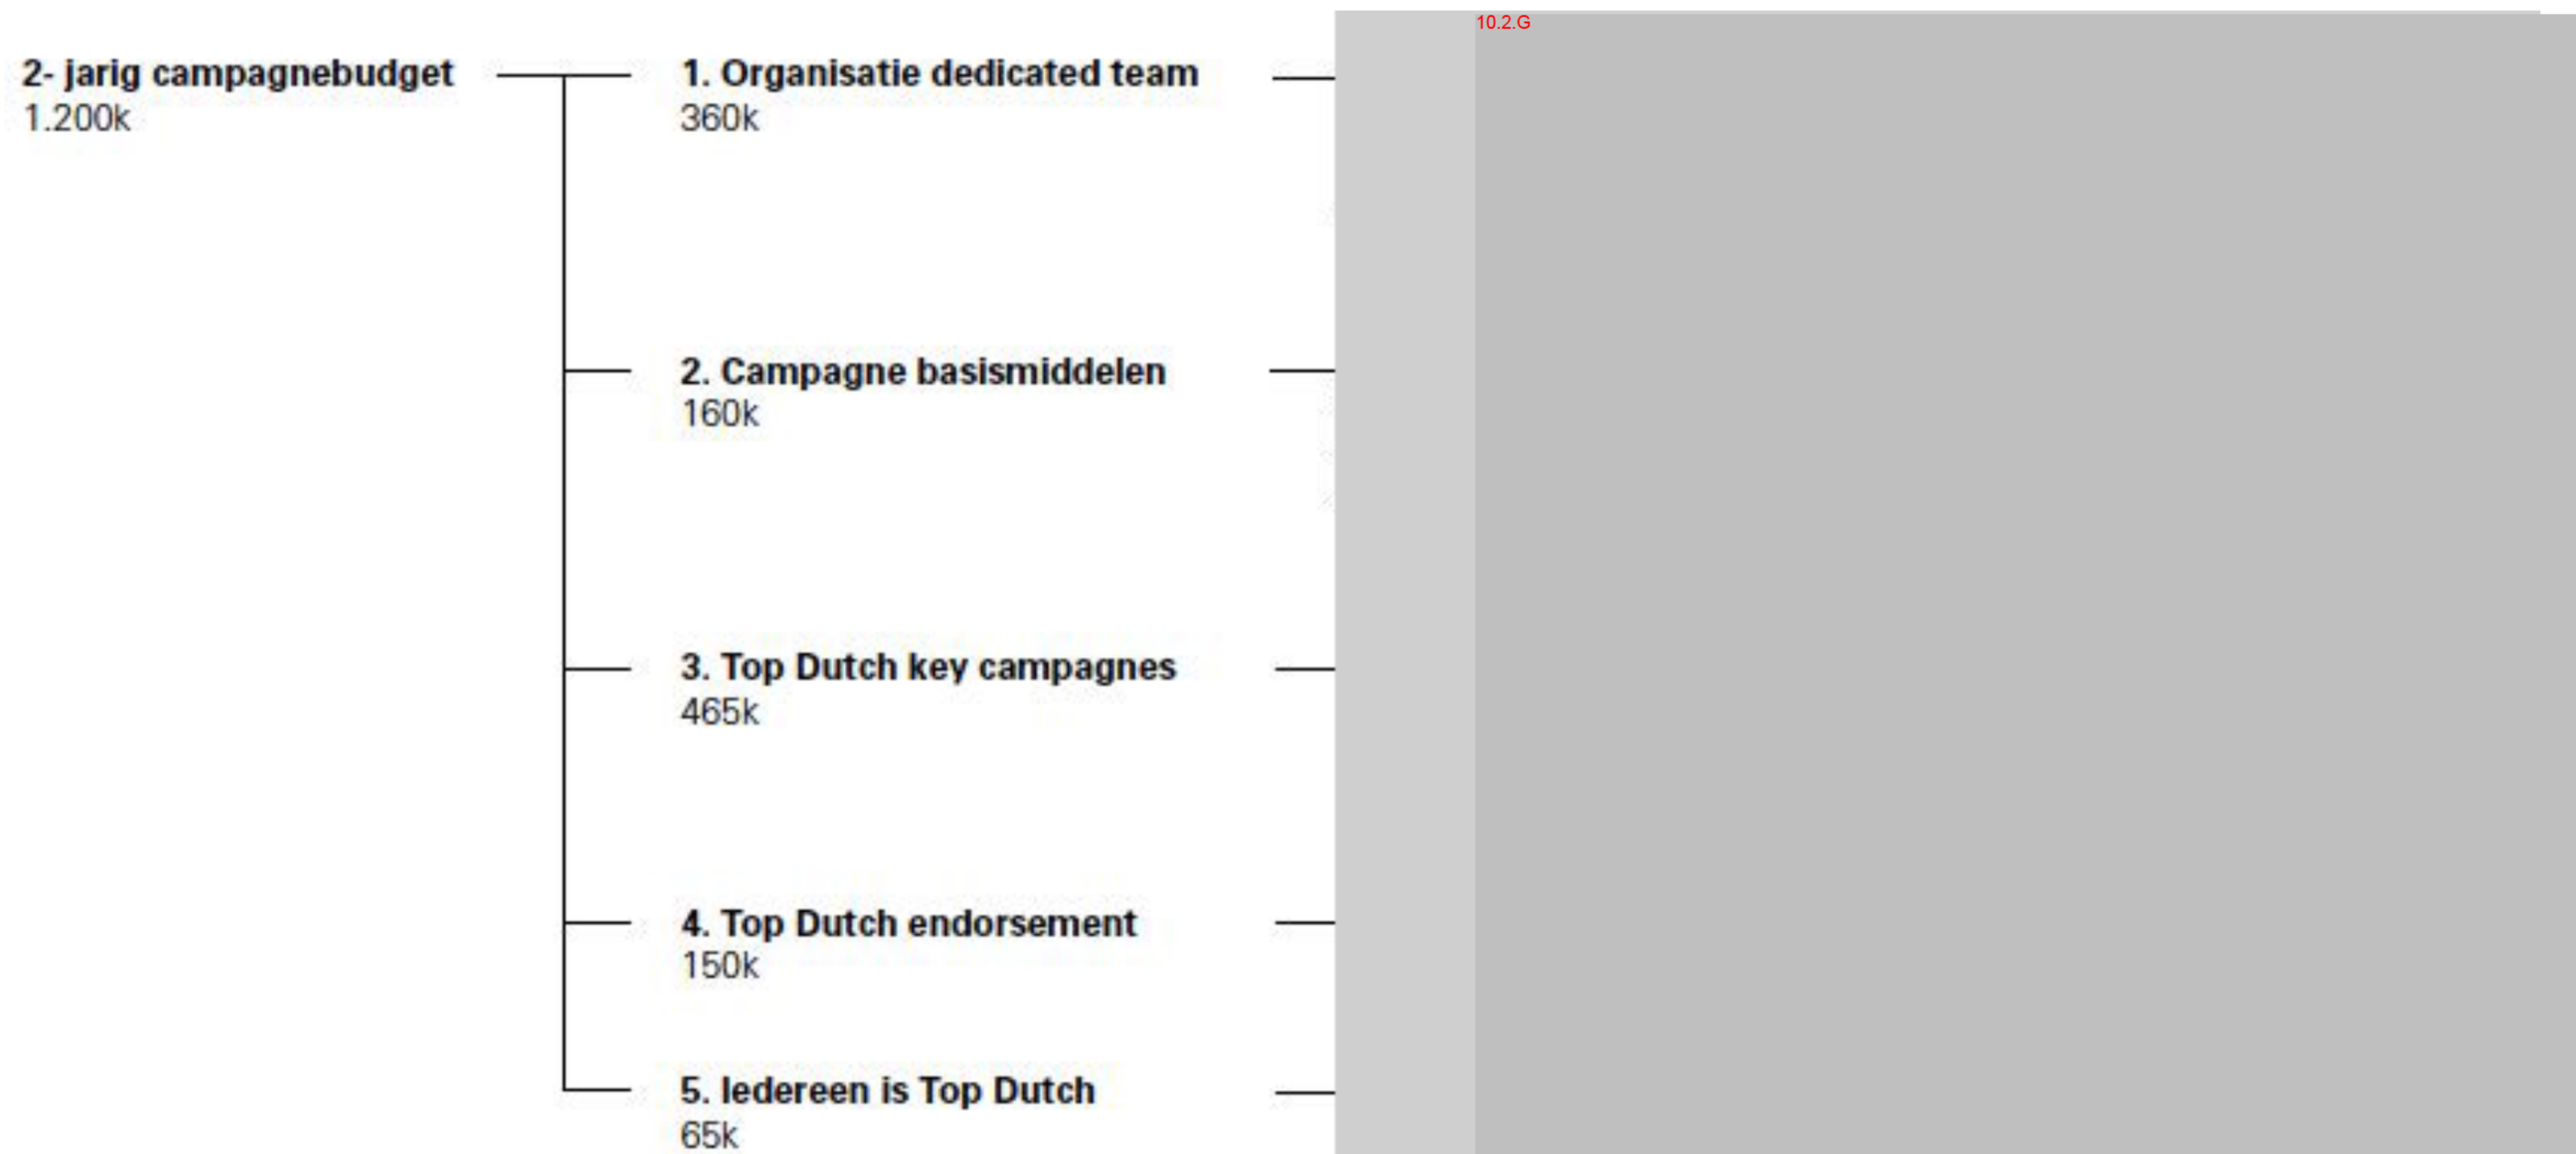 10.2.G
2- jarig campagnebudget
1.200k
1. Organisatie dedicated team
360k
2. Campagne basismiddelen
160k
3. Top Dutch key campagnes
465k
4. Top Dutch endorsement
150k
5. Iedereen is Top Dutch
65k